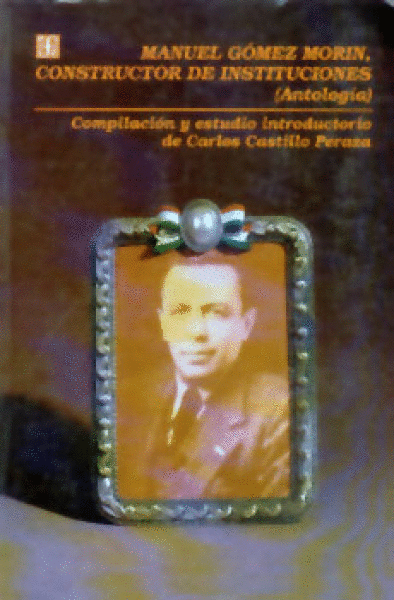 MANUEL GÓMEZ MORIN,
CONSTRUCTOR DE INSTITUCIONES
(Antología)
Compilación y estudio introductorio
de Carlos Castillo Peraza